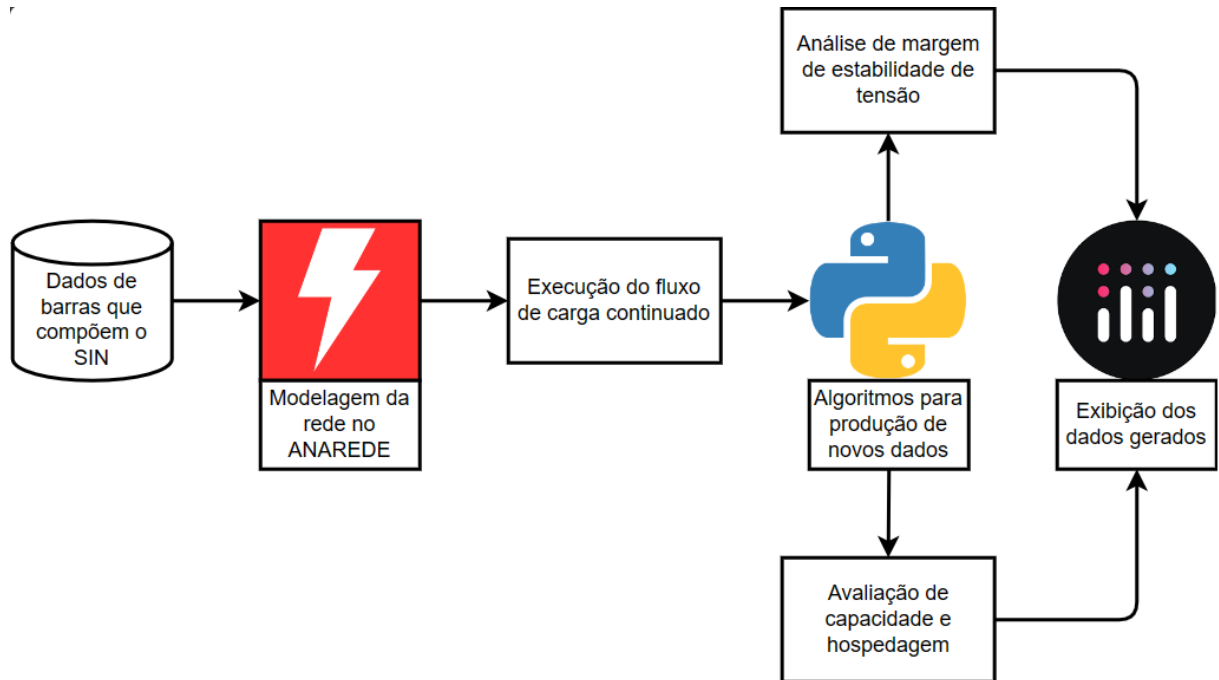 Dados de
barras que
compõem o
SIN
Modelagem da
rede no
ANAREDE
Execução do fluxo
de carga continuado
Análise de margem
de estabilidade de
tensão
Algoritmos para
produção de
novos dados
Avaliação de
capacidade e
hospedagem
Exibição dos
dados gerados